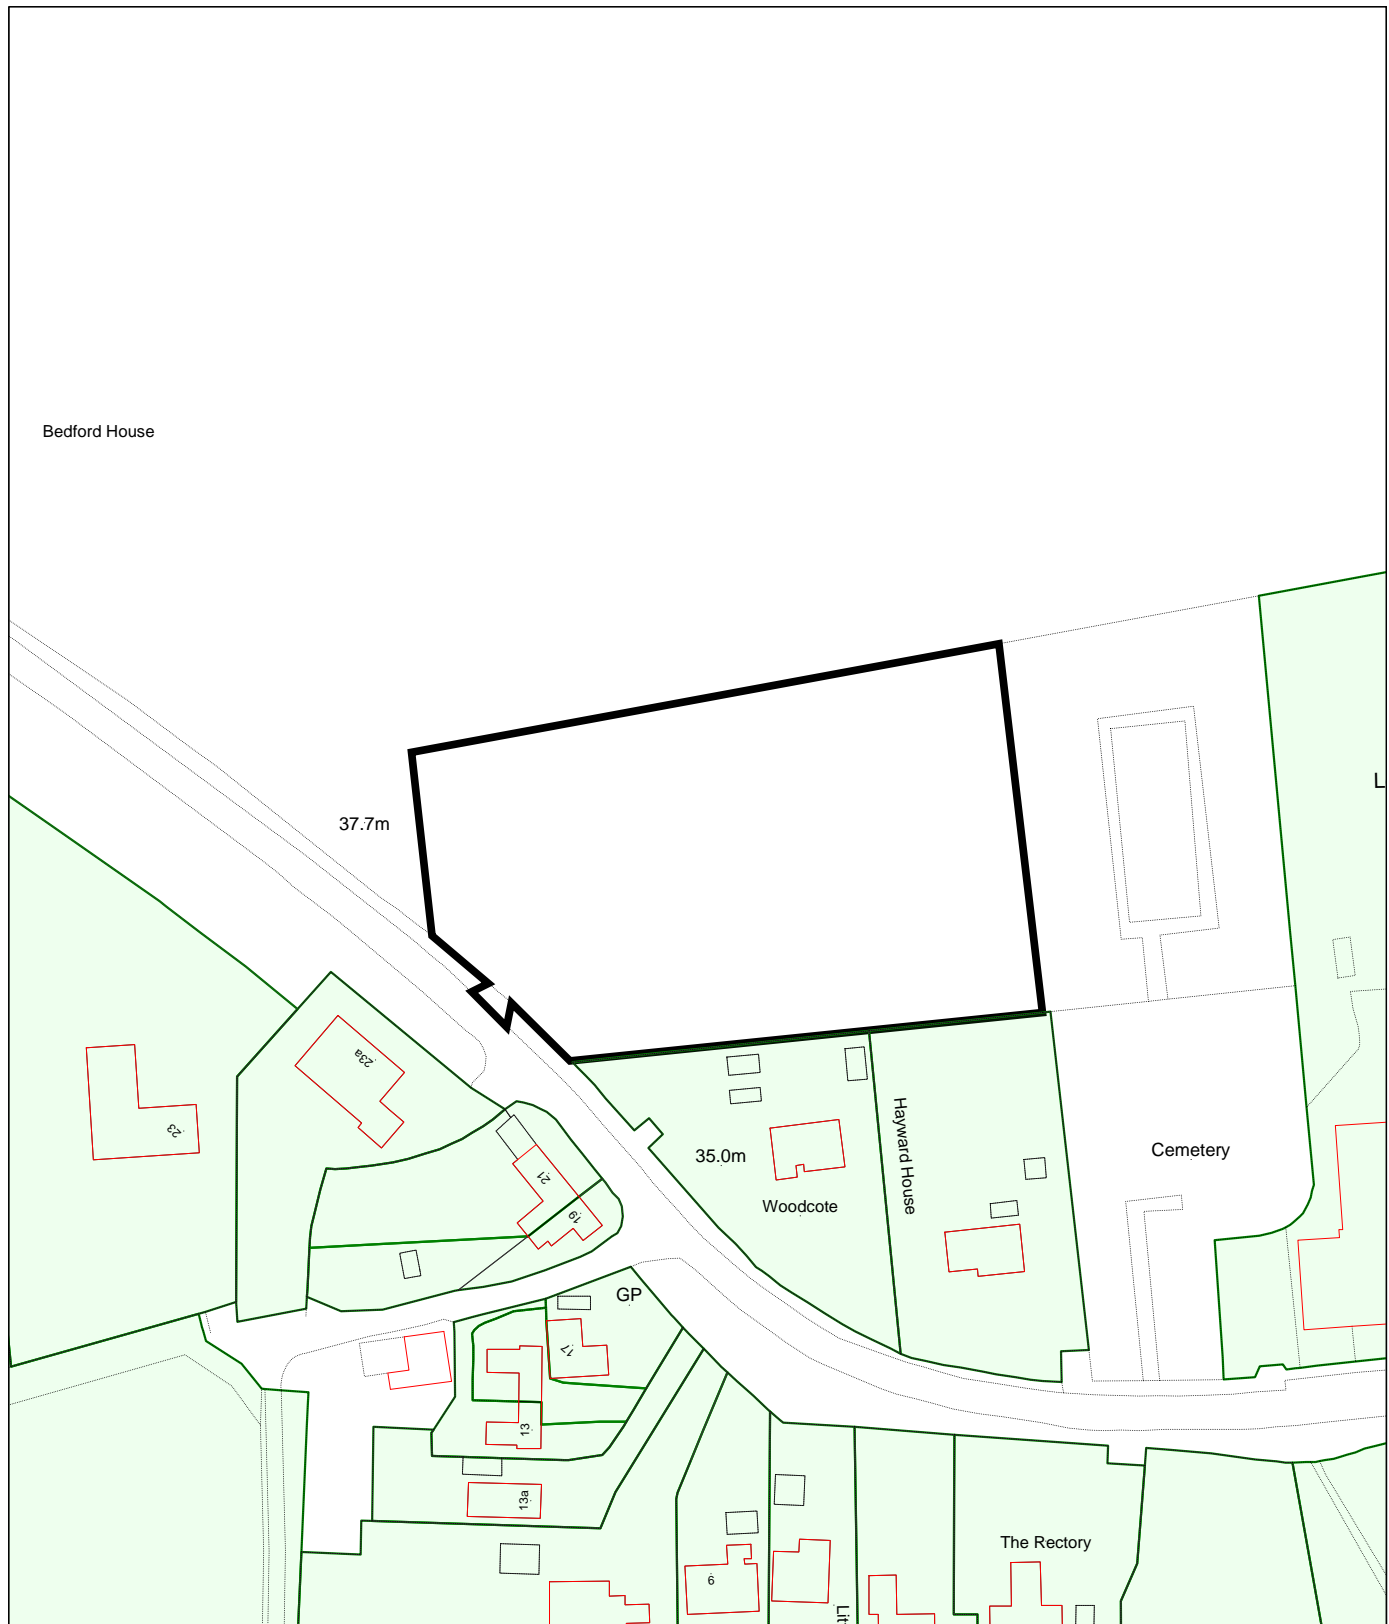 Bedford House
L
37.7m
23a
23
Hayward House
35.0m
Cemetery
21
Woodcote
19
GP
17
13
13a
The Rectory
6
Lit